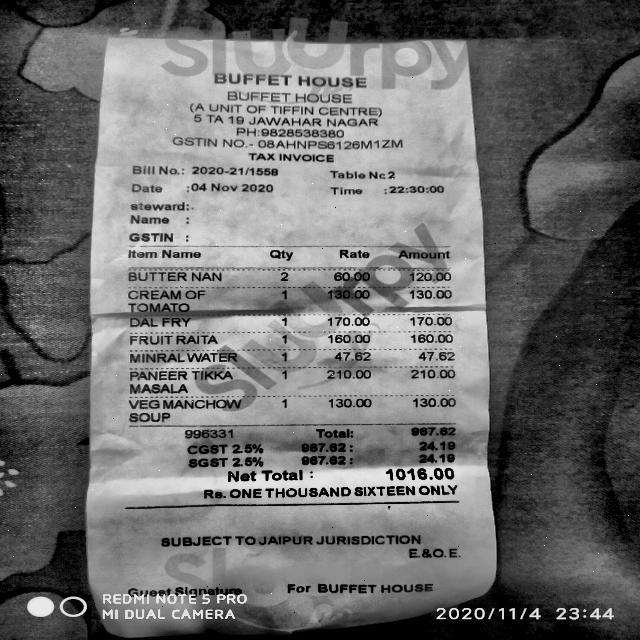 Sluurrpy
BUFFET HOUSE
BUFFET HOUSE
(A UNIT OF TIFFIN CENTRE)
5 TA 19 JAWAHAR NAGAR
PH:9828538380
GSTIN NO.- 08AHNPS6126M1ZM
TAX INVOICE
Bill No.: 2020-21/1558 Table No:2
Date :04 Nov 2020 Time :22:30:00
steward:-
Name :
GSTIN :
Item Name Qty Rate Amount
BUTTER NAN 2 60.00 120.00
CREAM OF 1 130.00 130.00
TOMATO
DAL FRY 1 170.00 170.00
FRUIT RAITA 1 160.00 160.00
MINRAL WATER 1 47.62 47.62
PANEER TIKKA 1 210.00 210.00
MASALA
VEG MANCHOW 1 130.00 130.00
SOUP
996331 Total: 967.62
CGST 2.5% 967.62 : 24.19
SGST 2.5% 967.62 : 24.19
Net Total : 1016.00
Rs. ONE THOUSAND SIXTEEN ONLY
SUBJECT TO JAIPUR JURISDICTION
E.&O.E.
Guest Signature For BUFFET HOUSE
REDMI NOTE 5 PRO
MI DUAL CAMERA
2020/11/4 23:44